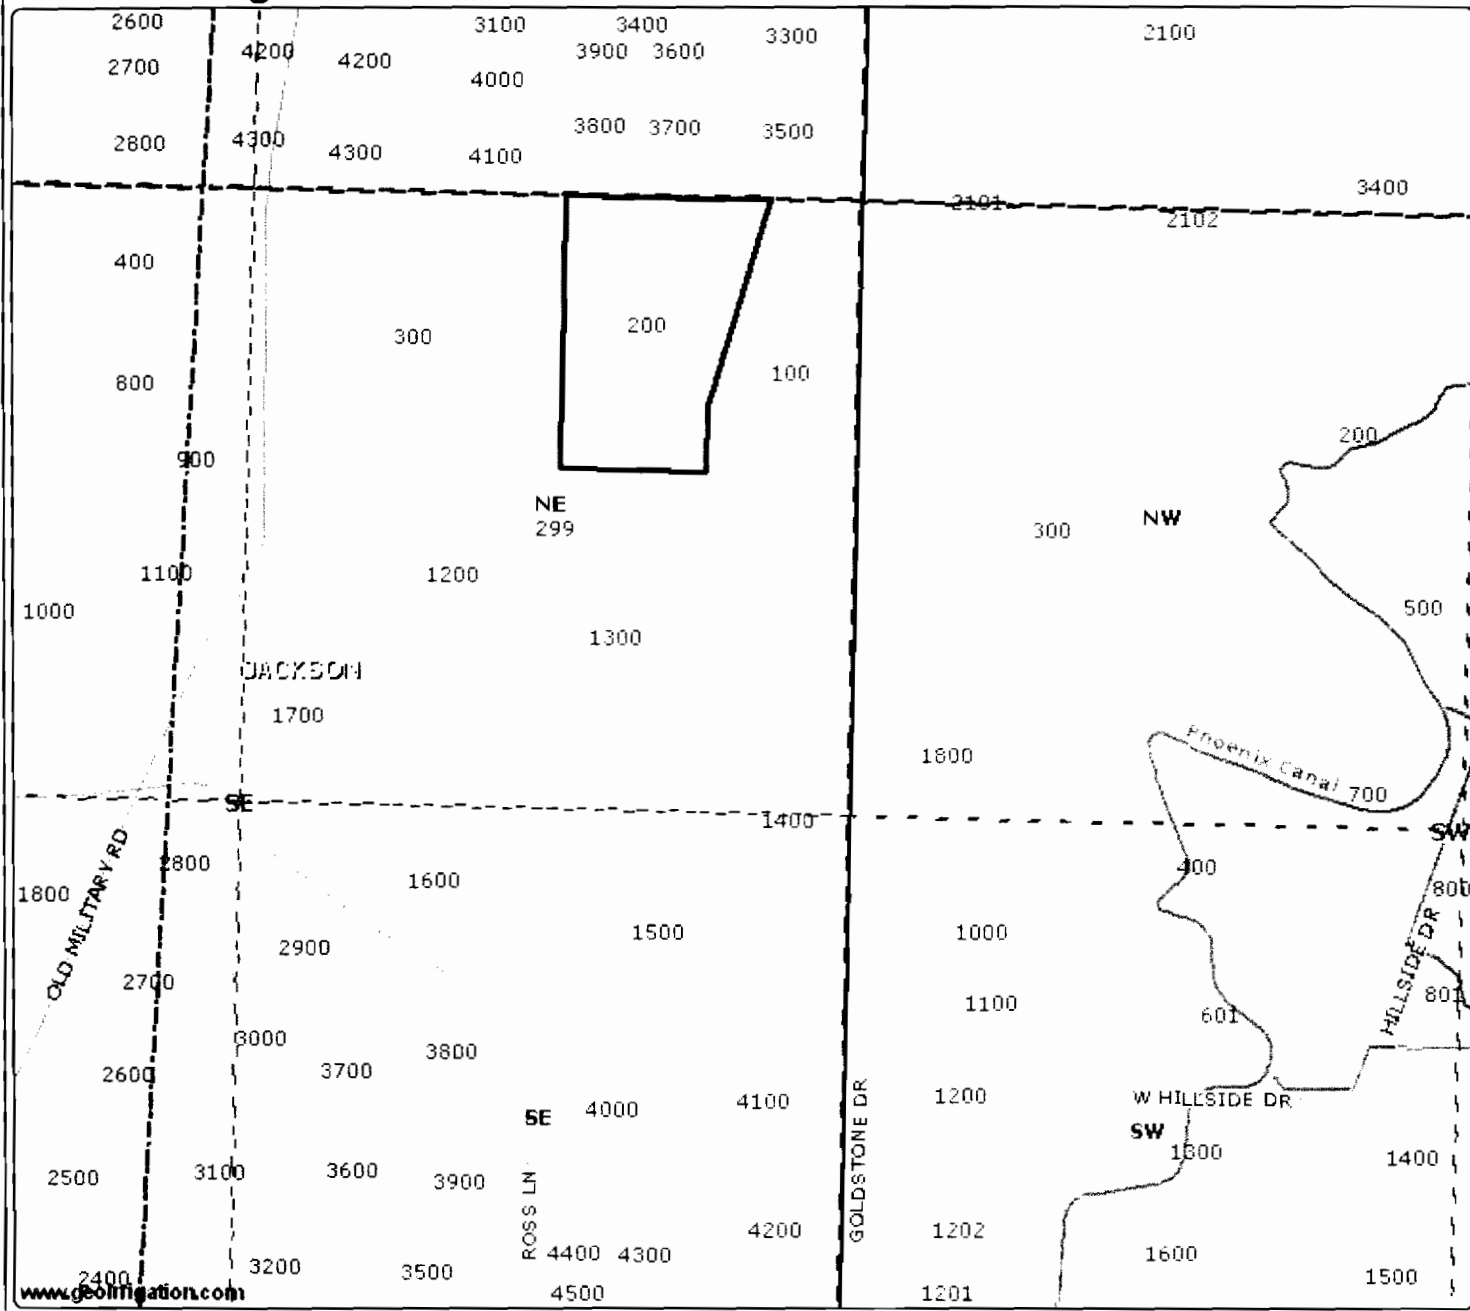 2600 3100 3400 3300 2100
4200 4200 3900 3600
2700 4000
2800 4300 4300 4100 3800 3700 3500
2101 2102 3400
400
300 200 100
800
200
900
NE
299 300 NW
1100 1200
1000 500
1300
JACKSON
1700
Phoenix Canal 700
1800
SE 1400 SW
2800 400
1800 1600 800
OLD MILITARY RD
2900 1500 1000
HILLSIDE DR
2700 1100 801
601
3000 3800
2600 3700
4000 4100 1200 W HILLSIDE DR
SE SW
GOLDSTONE DR
1300 1400
2500 3100 3600 3900
ROSS LN
4200 1202
4400 4300 1600
2400 3200 3500 1500
www.geoirrigation.com 4500 1201